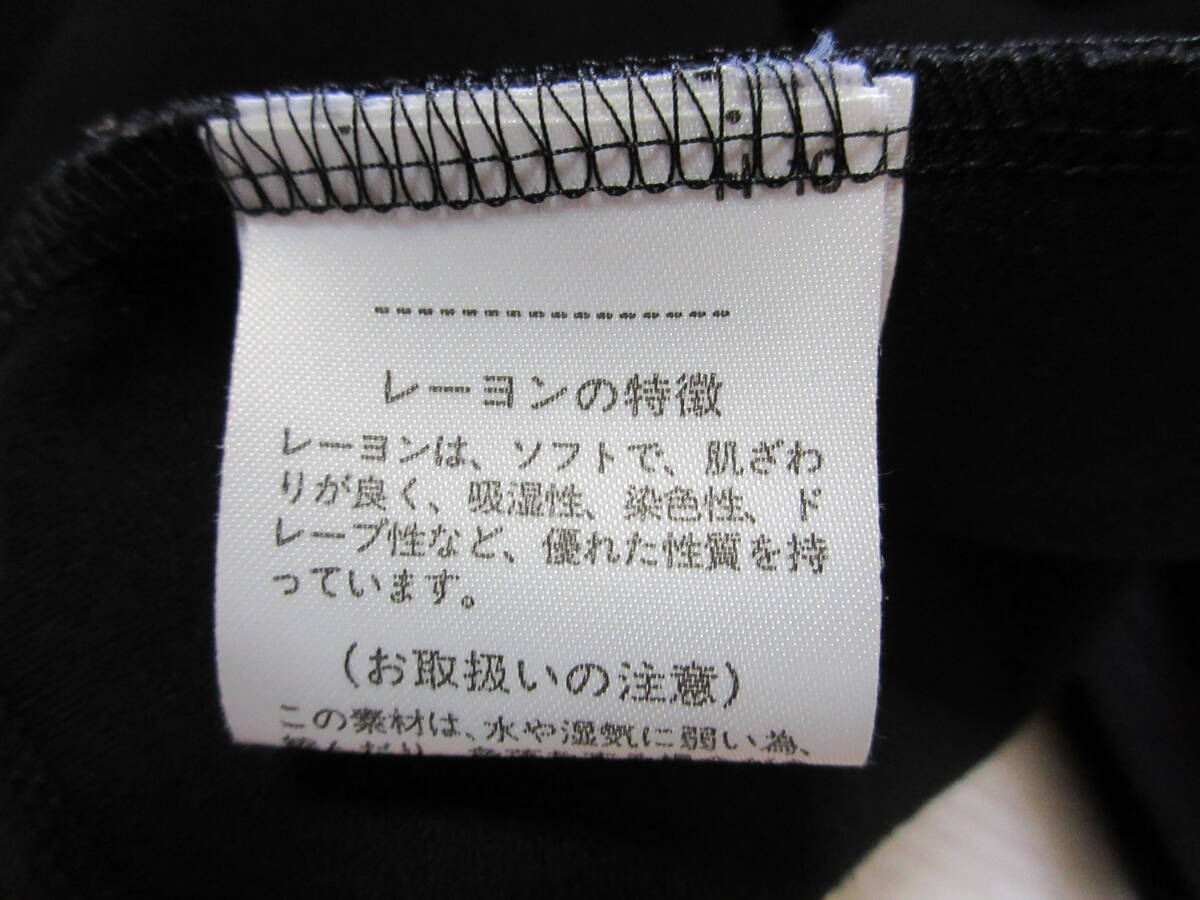 レーヨンの特徴
レーヨンは、ソフトで、肌ざわ
りが良く、吸湿性、染色性、ド
レープ性など、優れた性質を持
っています。
(お取扱いの注意)
この素材は、水や湿気に弱い為、